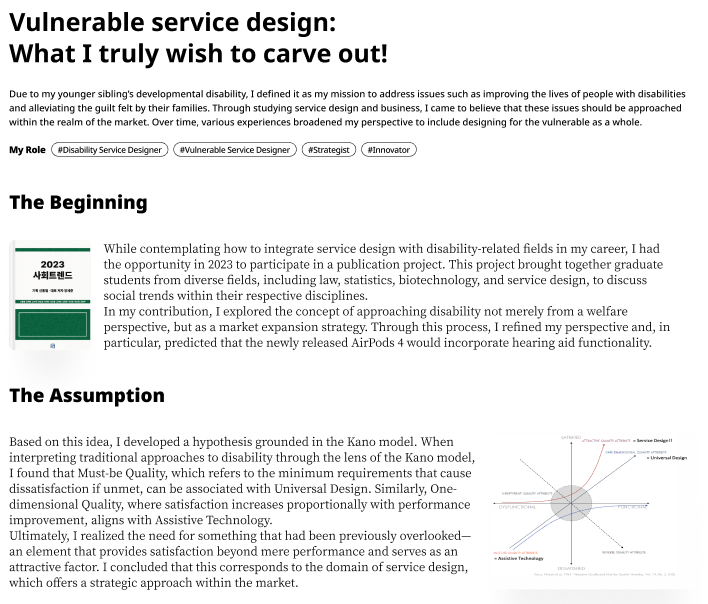 Vulnerable service design:
What I truly wish to carve out!
Due to my younger sibling's developmental disability, I defined it as my mission to address issues such as improving the lives of people with disabilities
and alleviating the guilt felt by their families. Through studying service design and business, I came to believe that these issues should be approached
within the realm of the market. Over time, various experiences broadened my perspective to include designing for the vulnerable as a whole.
My Role #Disability Service Designer #Vulnerable Service Designer #Strategist #Innovator
The Beginning
2023
사회트렌드
While contemplating how to integrate service design with disability-related fields in my career, I had
the opportunity in 2023 to participate in a publication project. This project brought together graduate
students from diverse fields, including law, statistics, biotechnology, and service design, to discuss
social trends within their respective disciplines.
In my contribution, I explored the concept of approaching disability not merely from a welfare
perspective, but as a market expansion strategy. Through this process, I refined my perspective and, in
particular, predicted that the newly released AirPods 4 would incorporate hearing aid functionality.
The Assumption
Based on this idea, I developed a hypothesis grounded in the Kano model. When
interpreting traditional approaches to disability through the lens of the Kano model,
I found that Must-be Quality, which refers to the minimum requirements that cause
dissatisfaction if unmet, can be associated with Universal Design. Similarly, One-
dimensional Quality, where satisfaction increases proportionally with performance
improvement, aligns with Assistive Technology.
Ultimately, I realized the need for something that had been previously overlooked—
an element that provides satisfaction beyond mere performance and serves as an
attractive factor. I concluded that this corresponds to the domain of service design,
which offers a strategic approach within the market.
SATISFIED
ATTRACTIVE QUALITY ATTRIBUTE = Service Design !!
= Universal Design
INDIFFERENT QUALITY ATTRIBUTE
DYSFUNCTIONAL FUNCTIONAL
REVERSE QUALITY ATTRIBUTE
= Assistive Technology
DISSATISFIED